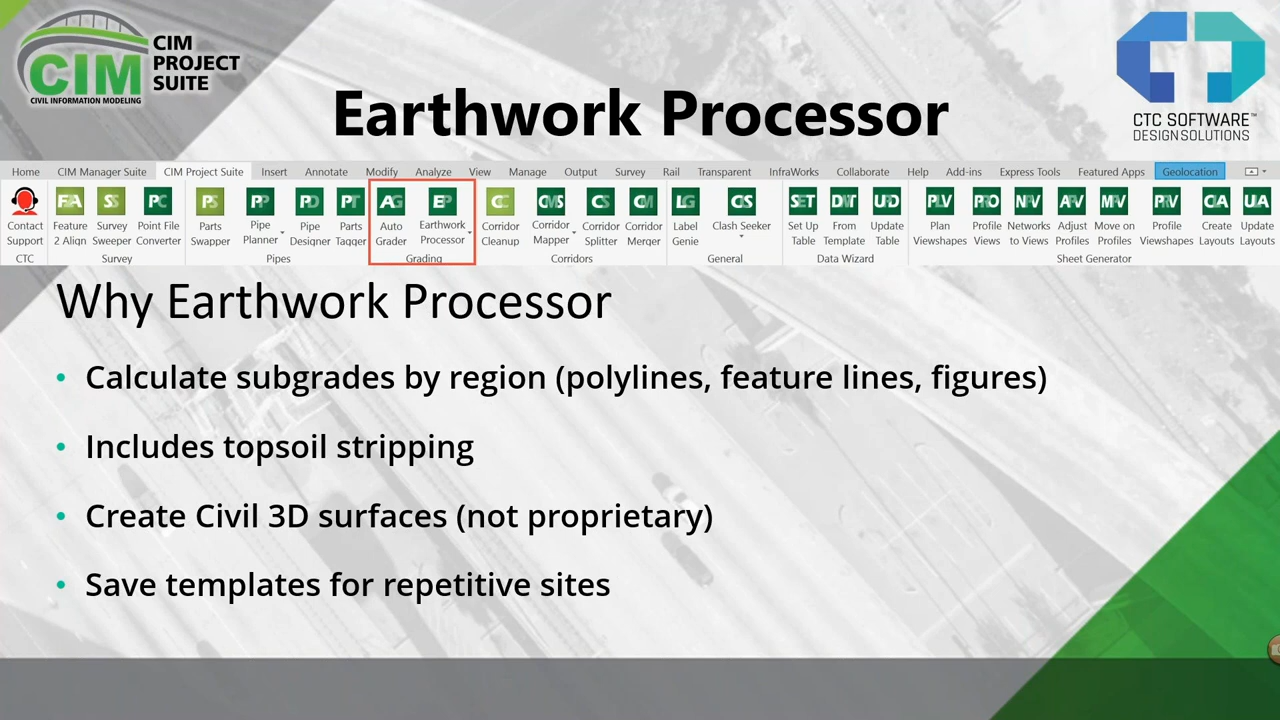 CIM
CIVIL INFORMATION MODELING
CIM
PROJECT
SUITE
Earthwork Processor
CTC SOFTWARE™
DESIGN SOLUTIONS
Home CIM Manager Suite CIM Project Suite Insert Annotate Modify Analyze View Manage Output Survey Rail Transparent InfraWorks Collaborate Help Add-ins Express Tools Featured Apps Geolocation
Contact Feature Survey Point File Parts Pipe Pipe Parts Auto Earthwork Corridor Corridor Corridor Corridor Label Clash Seeker Set Up From Update Plan Profile Networks Adjust Move on Profile Create Update
Support 2 Align Sweeper Converter Swapper Planner Designer Tagger Grader Processor Cleanup Mapper Splitter Merger Genie Table Template Table Viewshapes Views to Views Profiles Profiles Viewshapes Layouts Layouts
CTC Survey Pipes Grading Corridors General Data Wizard Sheet Generator
Why Earthwork Processor
• Calculate subgrades by region (polylines, feature lines, figures)
• Includes topsoil stripping
• Create Civil 3D surfaces (not proprietary)
• Save templates for repetitive sites